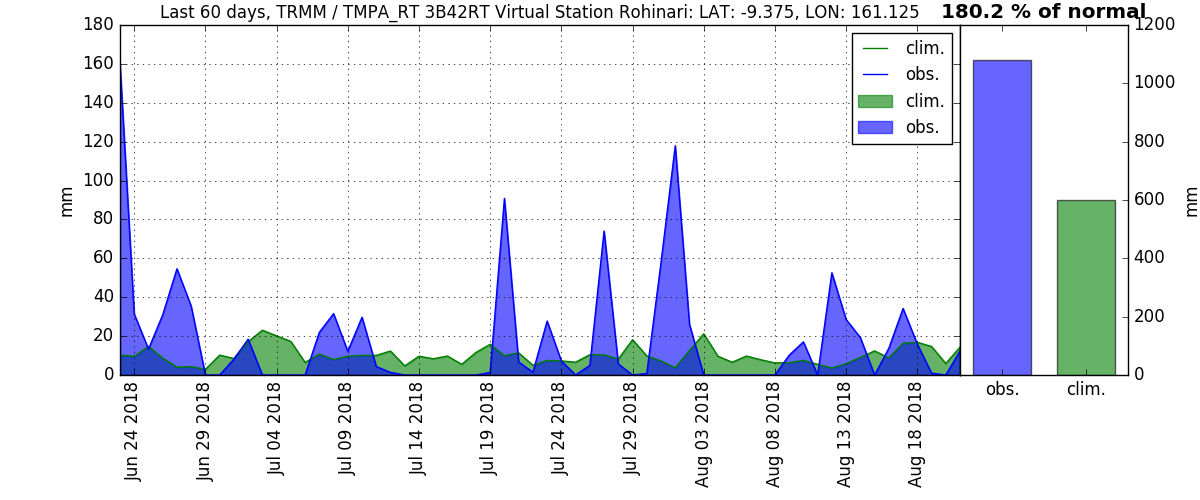 Last 60 days, TRMM / TMPA_RT 3B42RT Virtual Station Rohinari: LAT: -9.375, LON: 161.125
180.2 % of normal
180
160
140
120
100
80
60
40
20
0
mm
clim.
obs.
clim.
obs.
Jun 24 2018
Jun 29 2018
Jul 04 2018
Jul 09 2018
Jul 14 2018
Jul 19 2018
Jul 24 2018
Jul 29 2018
Aug 03 2018
Aug 08 2018
Aug 13 2018
Aug 18 2018
1200
1000
800
600
400
200
0
mm
obs.
clim.